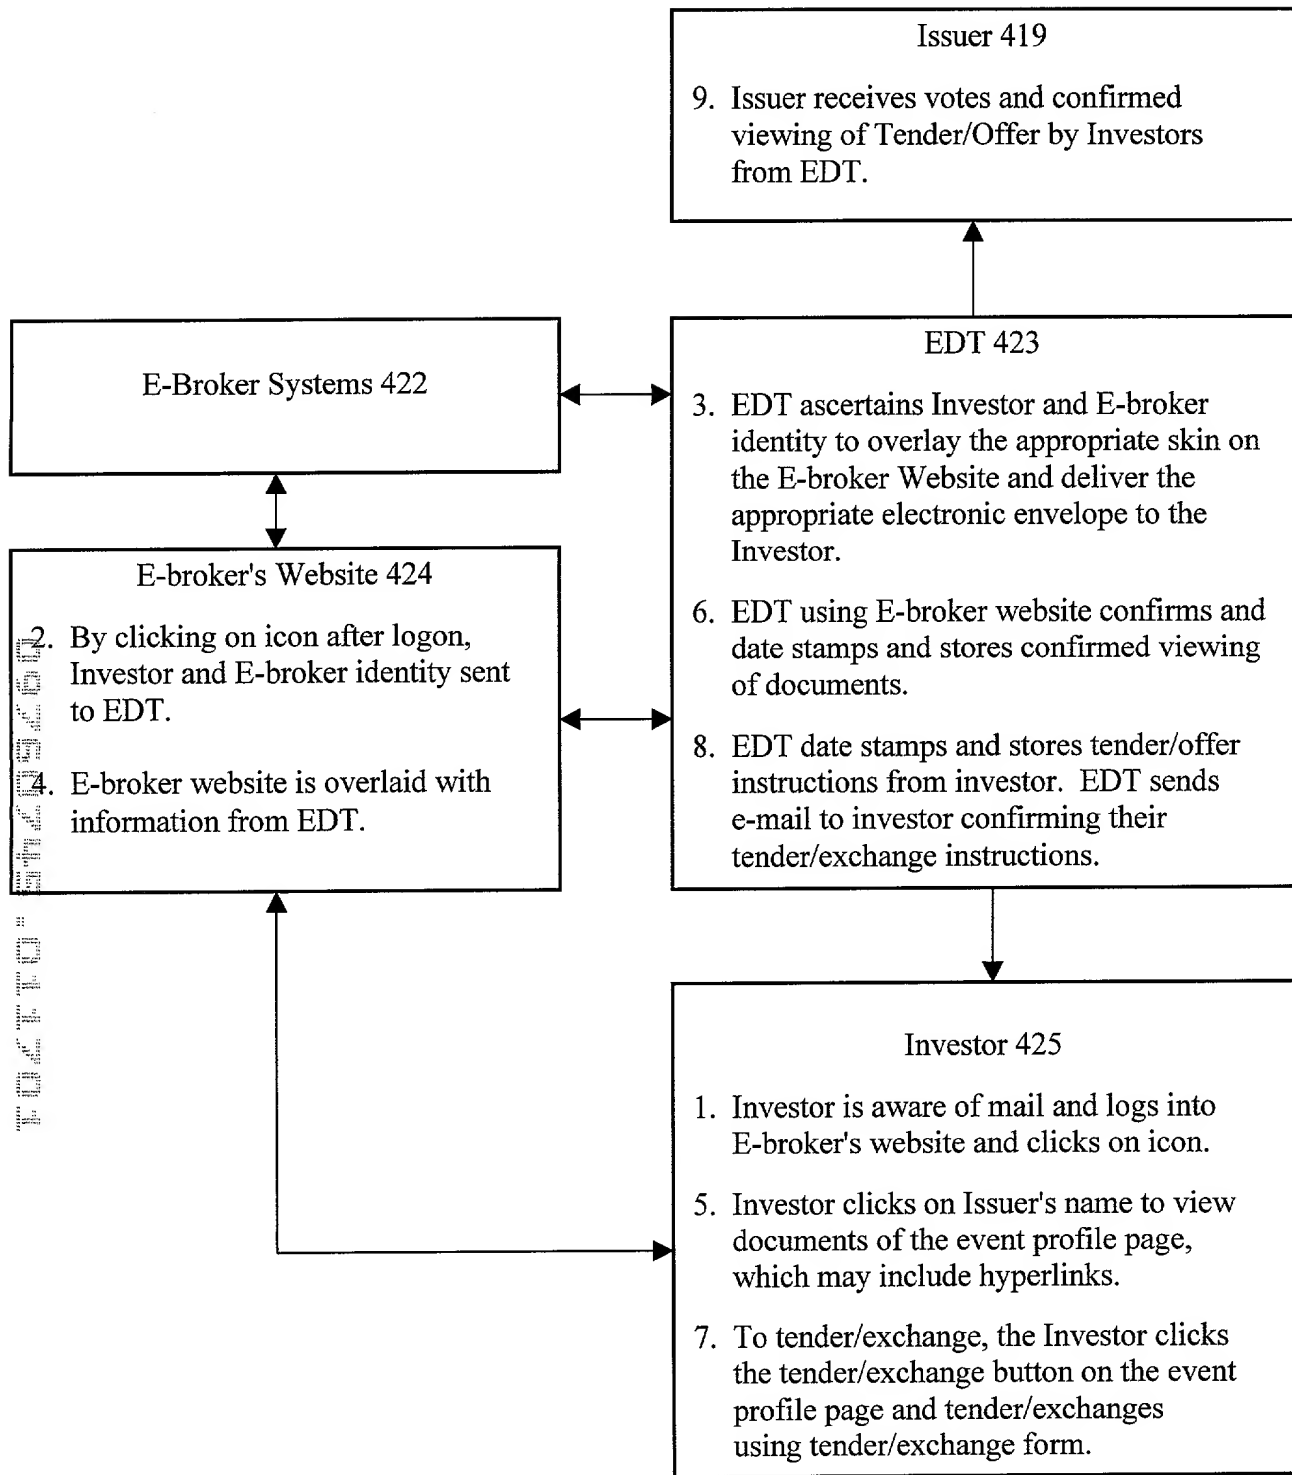 Issuer 419
9. Issuer receives votes and confirmed
viewing of Tender/Offer by Investors
from EDT.
E-Broker Systems 422
EDT 423
3. EDT ascertains Investor and E-broker
identity to overlay the appropriate skin on
the E-broker Website and deliver the
appropriate electronic envelope to the
Investor.
6. EDT using E-broker website confirms and
date stamps and stores confirmed viewing
of documents.
8. EDT date stamps and stores tender/offer
instructions from investor. EDT sends
e-mail to investor confirming their
tender/exchange instructions.
E-broker's Website 424
2. By clicking on icon after logon,
Investor and E-broker identity sent
to EDT.
4. E-broker website is overlaid with
information from EDT.
Investor 425
1. Investor is aware of mail and logs into
E-broker's website and clicks on icon.
5. Investor clicks on Issuer's name to view
documents of the event profile page,
which may include hyperlinks.
7. To tender/exchange, the Investor clicks
the tender/exchange button on the event
profile page and tender/exchanges
using tender/exchange form.